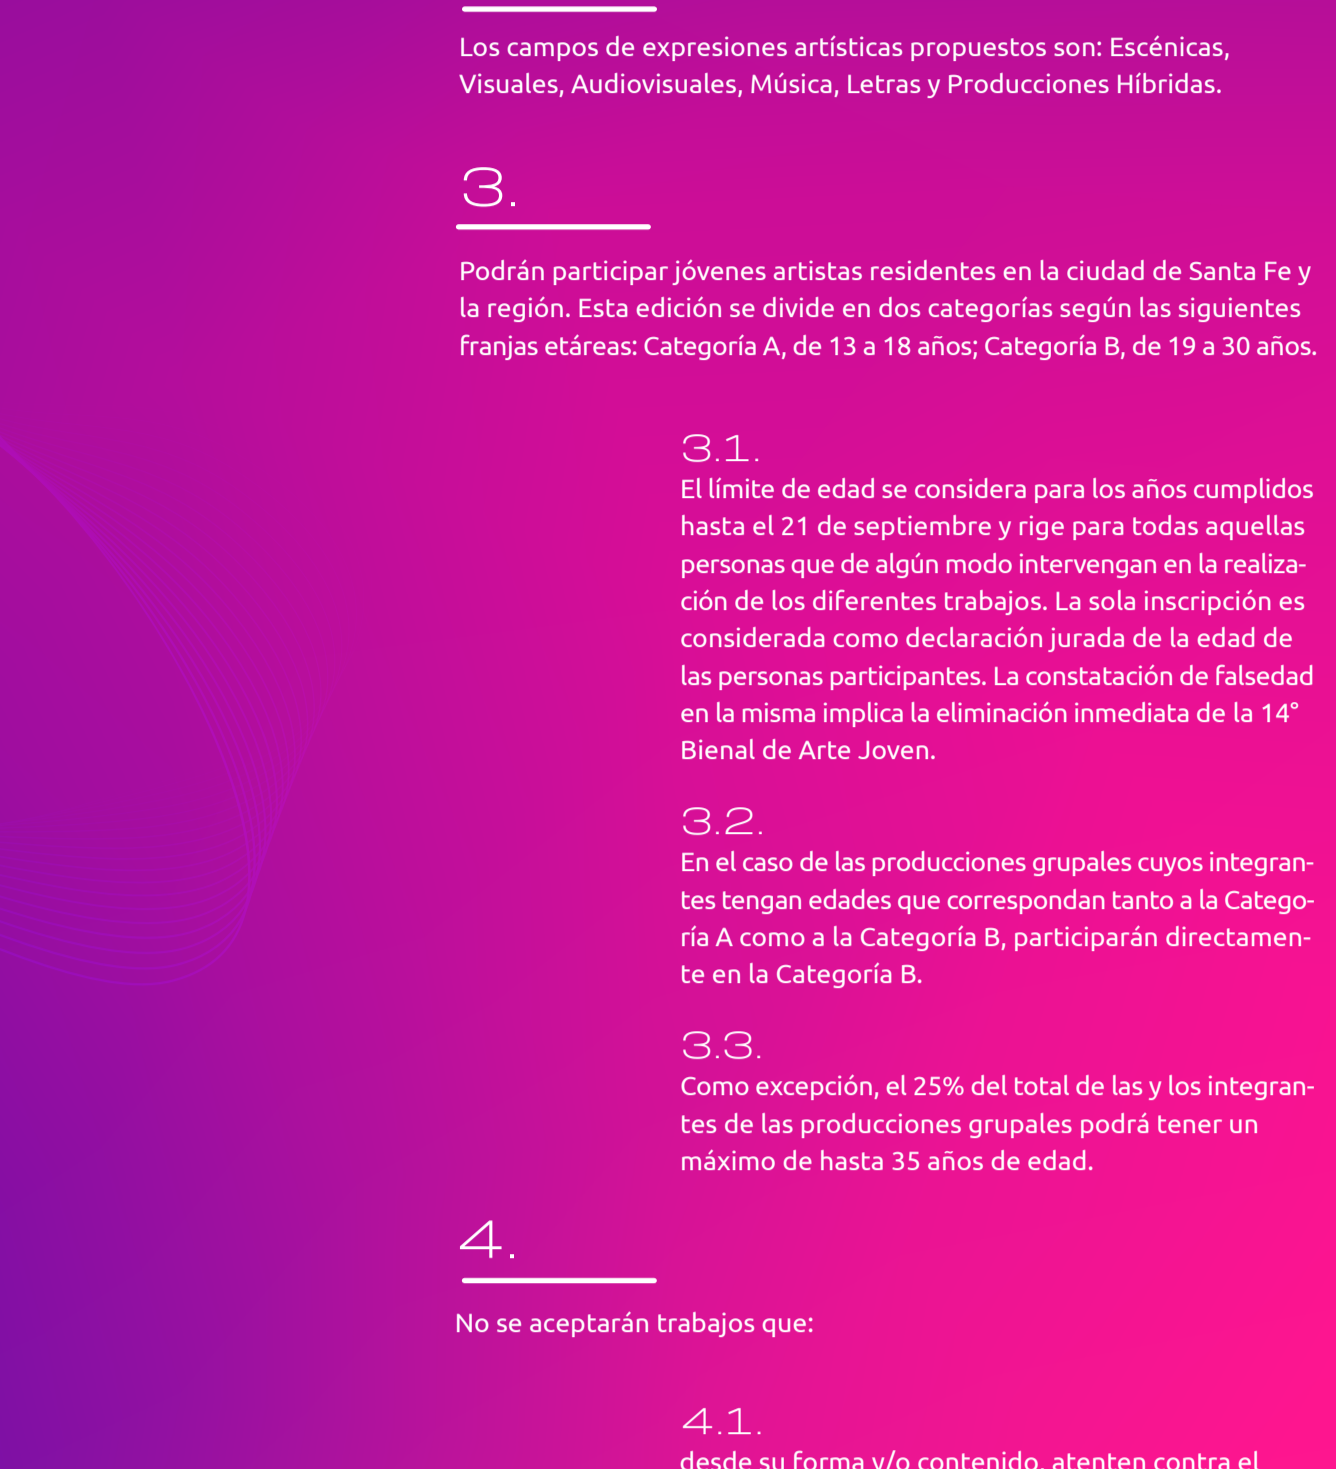 Los campos de expresiones artísticas propuestos son: Escénicas,
Visuales, Audiovisuales, Música, Letras y Producciones Híbridas.
3.
Podrán participar jóvenes artistas residentes en la ciudad de Santa Fe y
la región. Esta edición se divide en dos categorías según las siguientes
franjas etáreas: Categoría A, de 13 a 18 años; Categoría B, de 19 a 30 años.
3.1.
El límite de edad se considera para los años cumplidos
hasta el 21 de septiembre y rige para todas aquellas
personas que de algún modo intervengan en la realiza-
ción de los diferentes trabajos. La sola inscripción es
considerada como declaración jurada de la edad de
las personas participantes. La constatación de falsedad
en la misma implica la eliminación inmediata de la 14°
Bienal de Arte Joven.
3.2.
En el caso de las producciones grupales cuyos integran-
tes tengan edades que correspondan tanto a la Catego-
ría A como a la Categoría B, participarán directamen-
te en la Categoría B.
3.3.
Como excepción, el 25% del total de las y los integran-
tes de las producciones grupales podrá tener un
máximo de hasta 35 años de edad.
4.
No se aceptarán trabajos que:
4.1.
desde su forma y/o contenido, atenten contra el